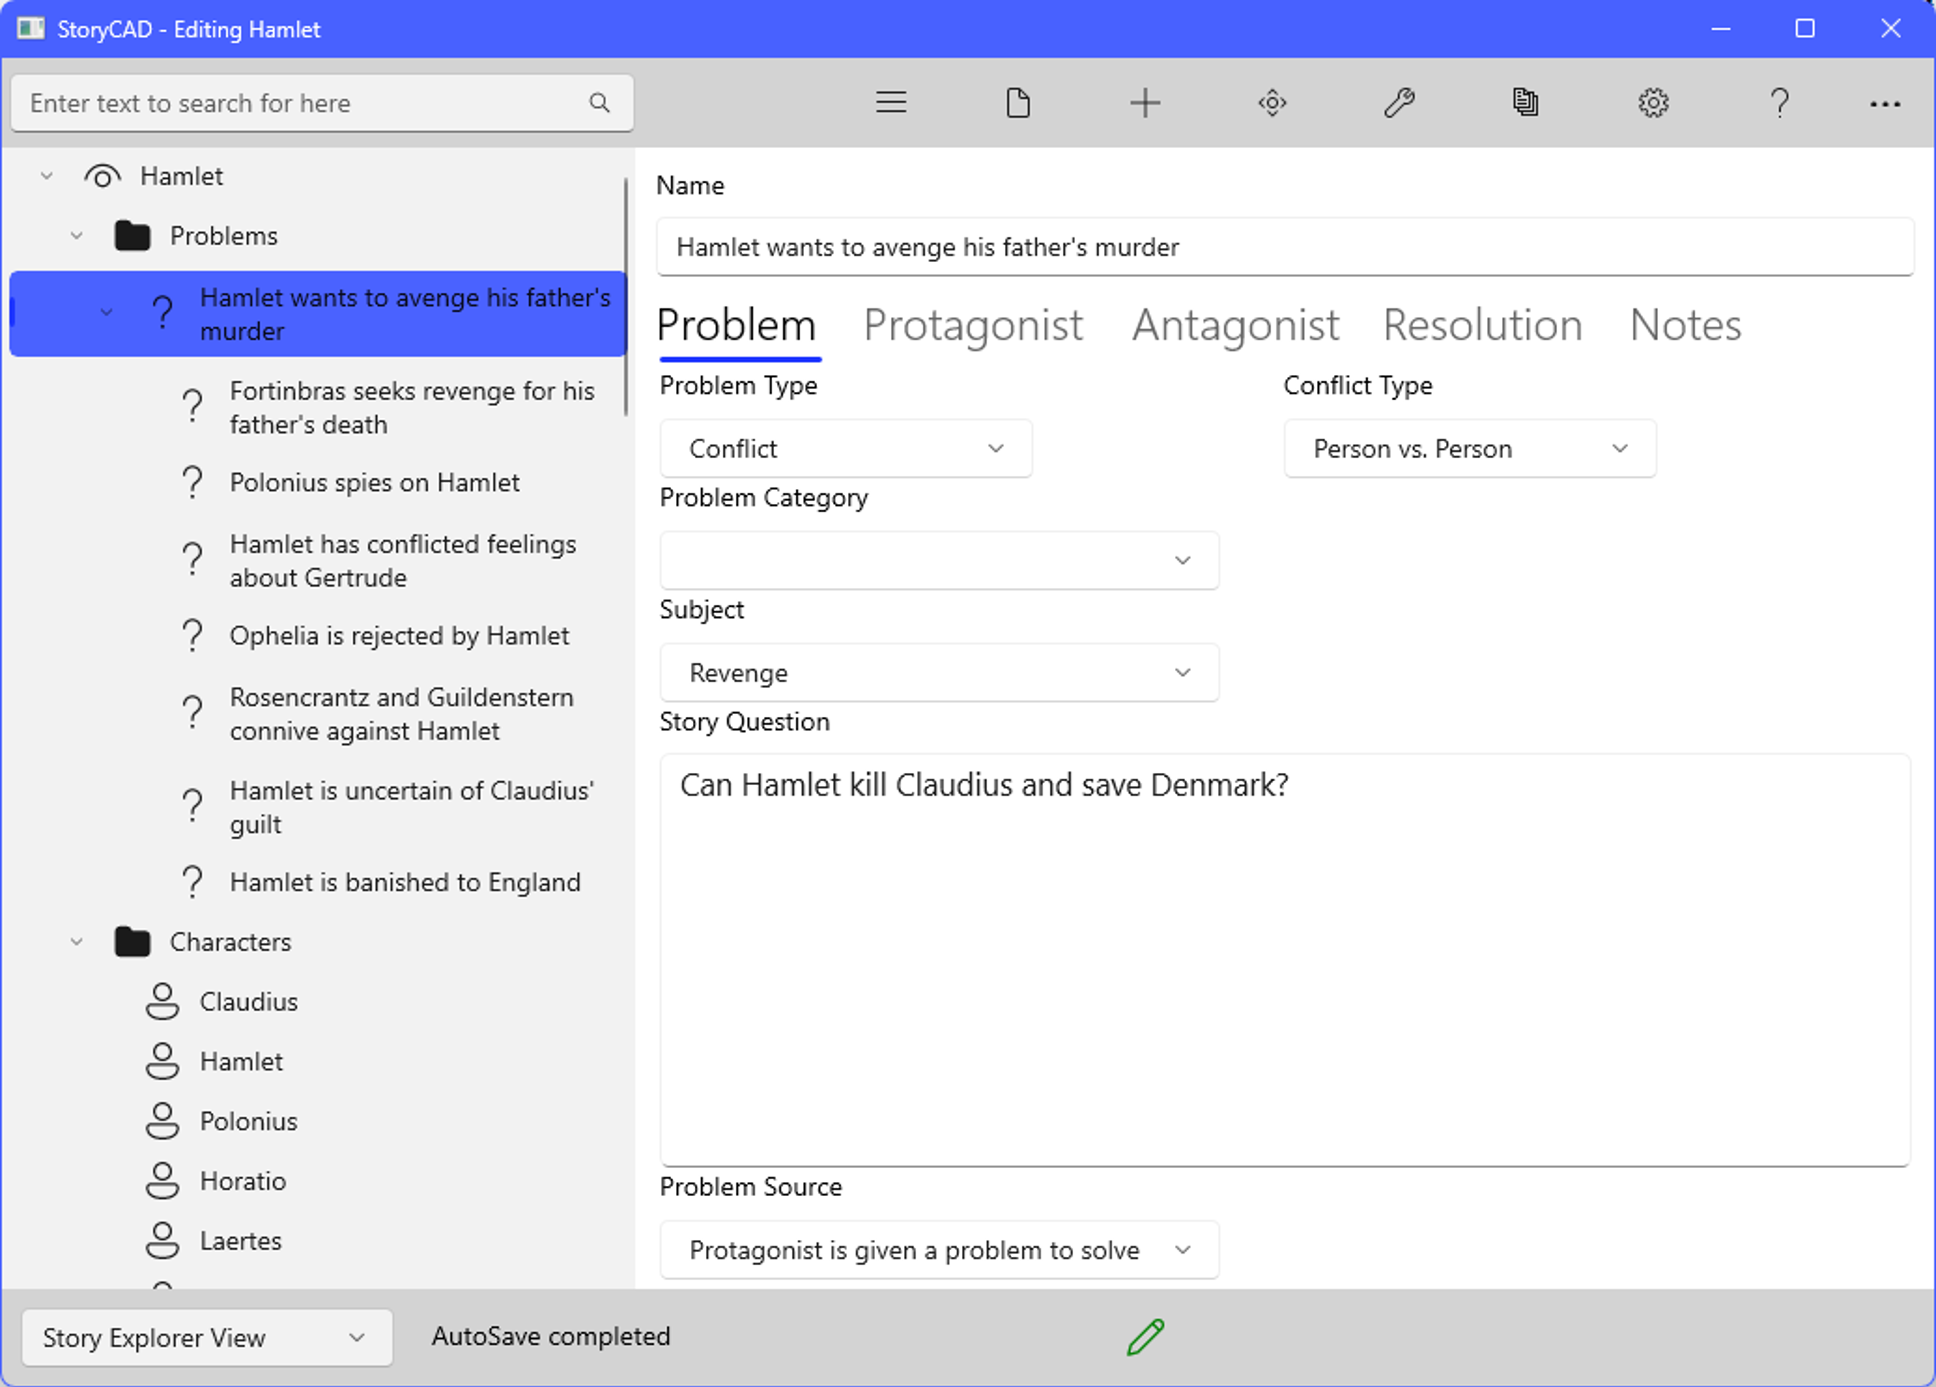 StoryCAD - Editing Hamlet
Enter text to search for here
Hamlet
Problems
Hamlet wants to avenge his father's
murder
Fortinbras seeks revenge for his
father's death
Polonius spies on Hamlet
Hamlet has conflicted feelings
about Gertrude
Ophelia is rejected by Hamlet
Rosencrantz and Guildenstern
connive against Hamlet
Hamlet is uncertain of Claudius'
guilt
Hamlet is banished to England
Characters
Claudius
Hamlet
Polonius
Horatio
Laertes
Name
Hamlet wants to avenge his father's murder
Problem Protagonist Antagonist Resolution Notes
Problem Type
Conflict Type
Conflict
Person vs. Person
Problem Category
Subject
Revenge
Story Question
Can Hamlet kill Claudius and save Denmark?
Problem Source
Protagonist is given a problem to solve
Story Explorer View
AutoSave completed